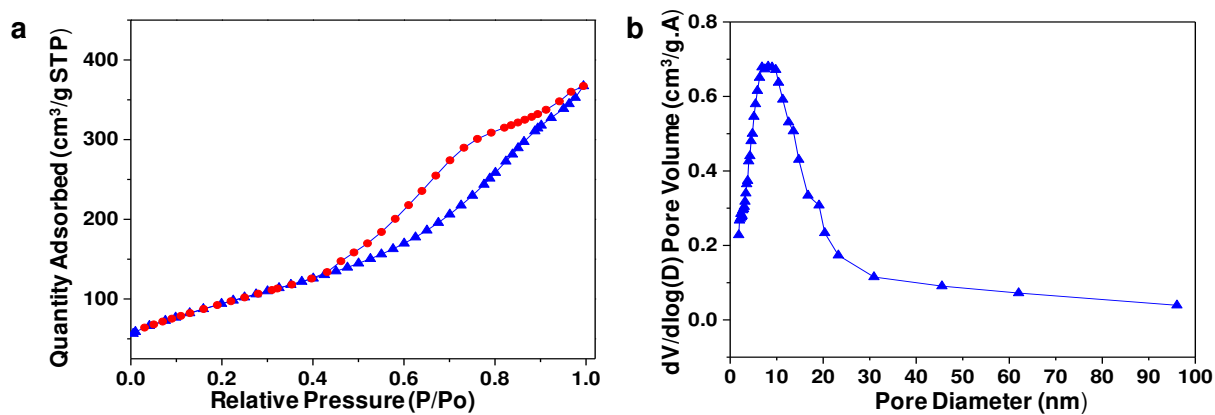 a
Quantity Adsorbed (cm³/g STP)
400
300
200
100
0.0 0.2 0.4 0.6 0.8 1.0
Relative Pressure (P/Po)
b
dV/dlog(D) Pore Volume (cm³/g.A)
0.8
0.6
0.4
0.2
0.0
0 10 20 30 40 50 60 70 80 90 100
Pore Diameter (nm)